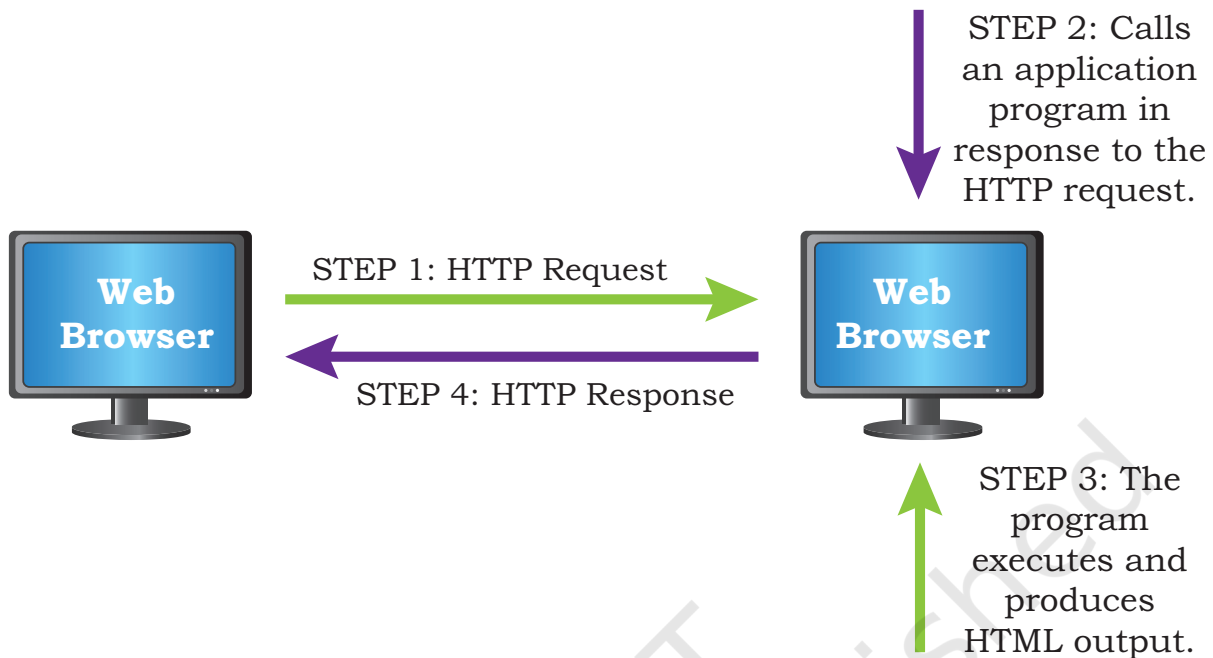 STEP 2: Calls
an application
program in
response to the
HTTP request.
Web
Browser
STEP 1: HTTP Request
STEP 4: HTTP Response
Web
Browser
STEP 3: The
program
executes and
produces
HTML output.